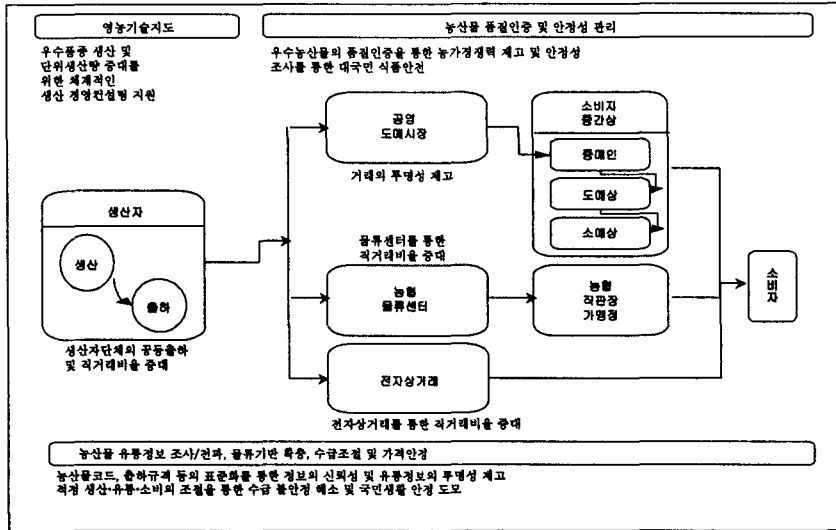 영농기술지도
우수품종 생산 및
단위생산량 증대를
위한 체계적인
생산 경영컨설팅 지원
농산물 품질인증 및 안정성 관리
우수농산물의 품질인증을 통한 농가경쟁력 제고 및 안정성
조사를 통한 대국민 식품안전
공영
도매시장
거래의 투명성 제고
소비자
중간상
중매인
도매상
소매상
생산자
생산
출하
생산자단체의 공동출하
및 직거래비율 증대
물류센터를 통한
직거래비율 증대
농협
물류센터
농협
직판장
가맹점
소비자
전자상거래
전자상거래를 통한 직거래비율 증대
농산물 유통정보 조사/전파, 물류기반 확충, 수급조절 및 가격안정
농산물코드, 출하규격 등의 표준화를 통한 정보의 신뢰성 및 유통정보의 투명성 제고
적정 생산·유통·소비의 조절을 통한 수급 불안정 해소 및 국민생활 안정 도모